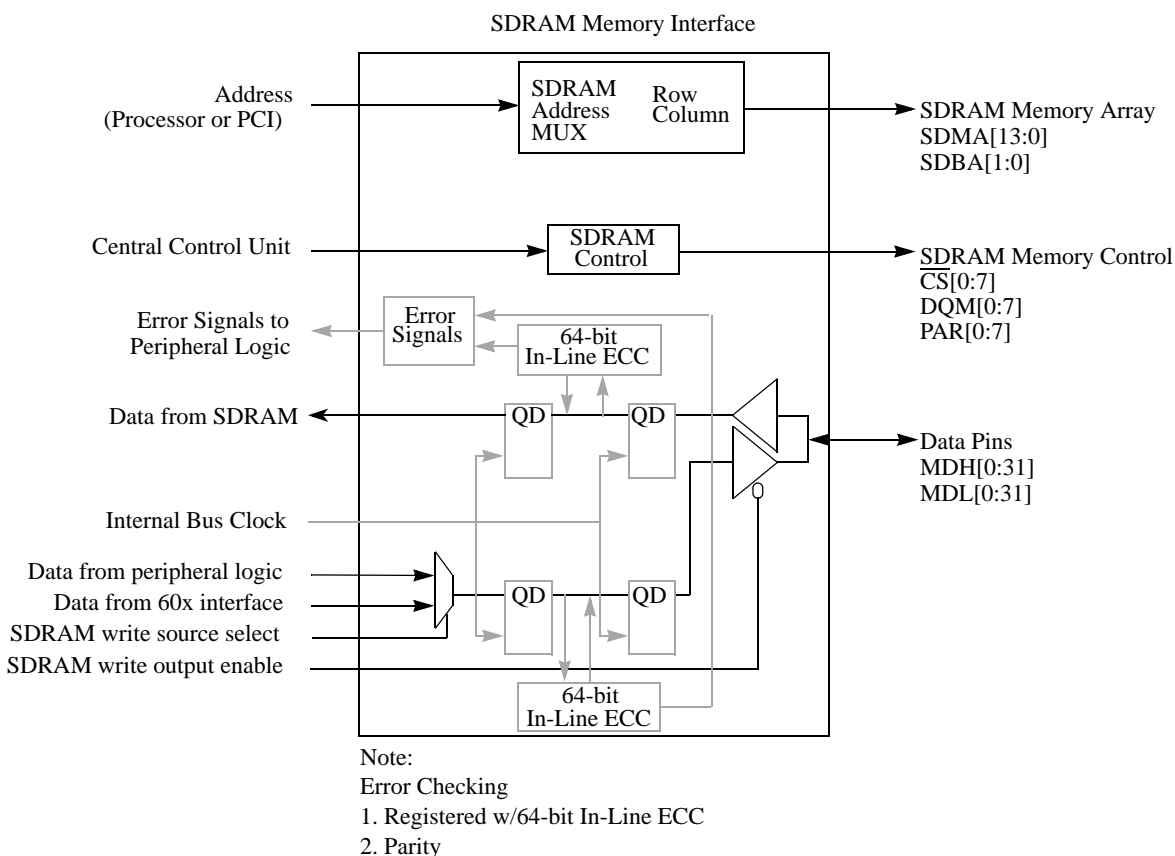 SDRAM Memory Interface
Address
(Processor or PCI)
SDRAM
Address
MUX
Row
Column
SDRAM Memory Array
SDMA[13:0]
SDBA[1:0]
Central Control Unit
SDRAM
Control
SDRAM Memory Control
CS[0:7]
DQM[0:7]
PAR[0:7]
Error Signals to
Peripheral Logic
Error
Signals
64-bit
In-Line ECC
Data from SDRAM
QD
QD
Data Pins
MDH[0:31]
MDL[0:31]
Internal Bus Clock
Data from peripheral logic
Data from 60x interface
SDRAM write source select
SDRAM write output enable
QD
QD
64-bit
In-Line ECC
Note:
Error Checking
1. Registered w/64-bit In-Line ECC
2. Parity